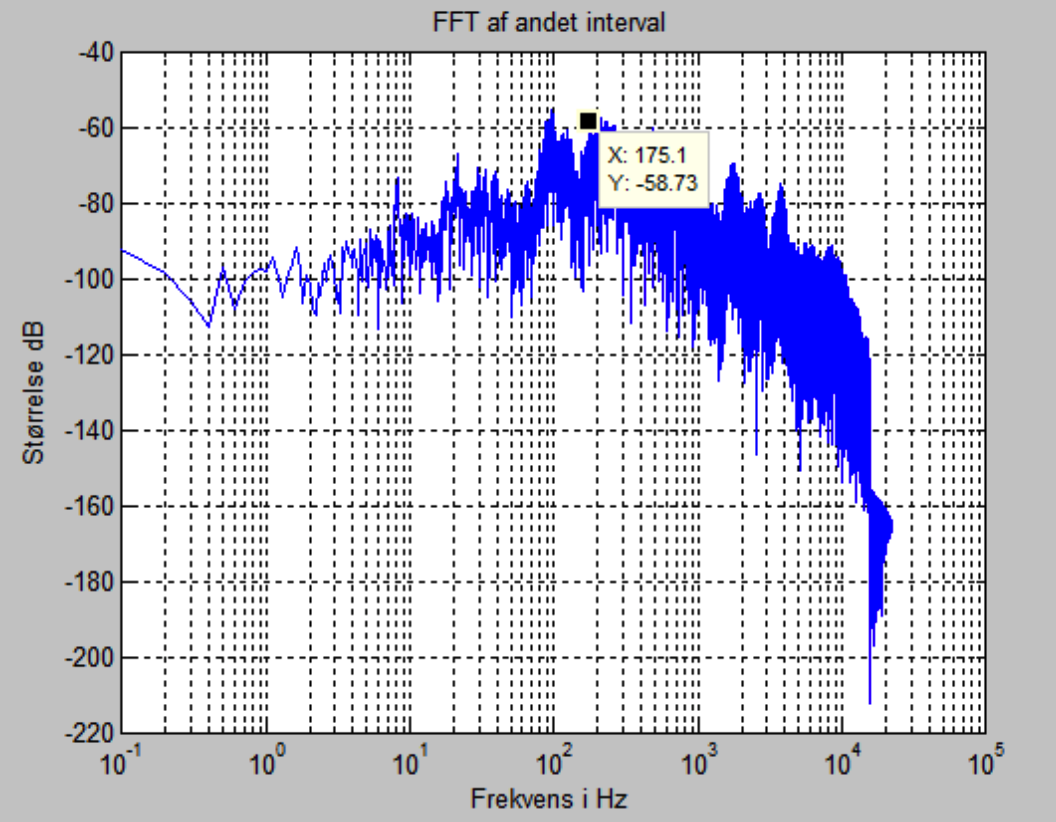 FFT af andet interval
-40
-60
-80
-100
-120
-140
-160
-180
-200
-220
Størrelse dB
X: 175.1
Y: -58.73
10^-1 10^0 10^1 10^2 10^3 10^4 10^5
Frekvens i Hz